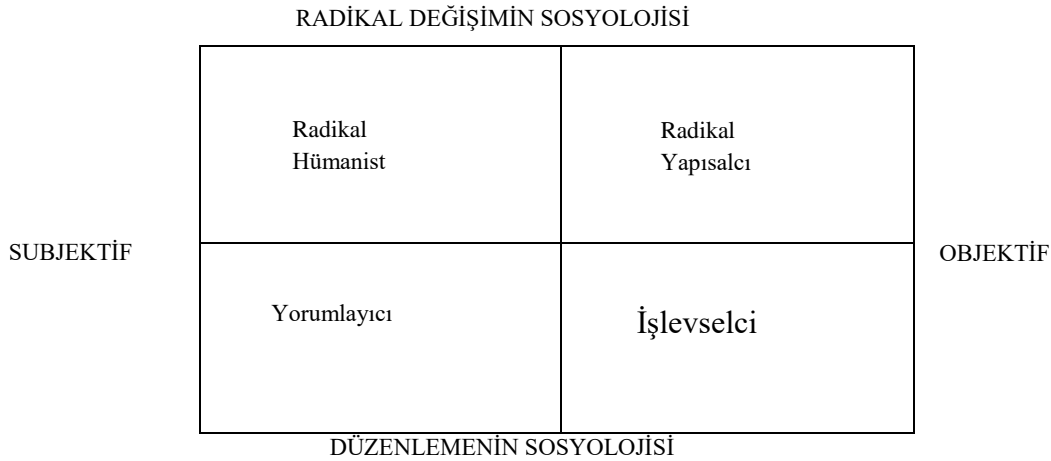 RADİKAL DEĞİŞİMİN SOSYOLOJİSİ
Radikal
Hümanist
Radikal
Yapısalcı
SUBJEKTİF
OBJEKTİF
Yorumlayıcı
İşlevselci
DÜZENLEMENİN SOSYOLOJİSİ